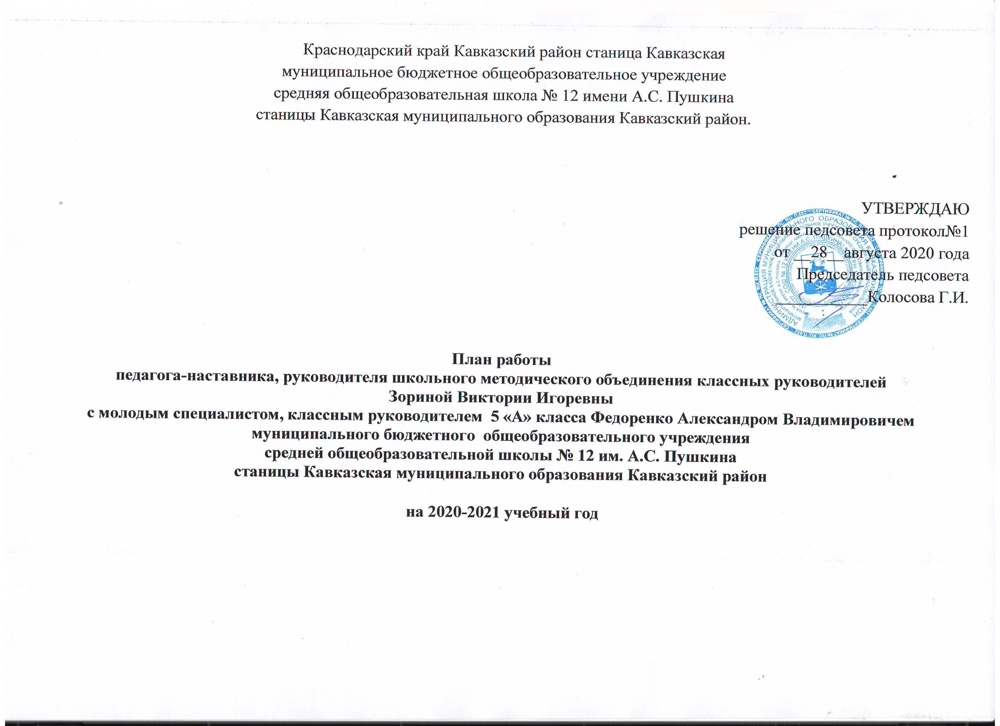 Краснодарский край Кавказский район станица Кавказская
муниципальное бюджетное общеобразовательное учреждение
средняя общеобразовательная школа № 12 имени А.С. Пушкина
станицы Кавказская муниципального образования Кавказский район.
УТВЕРЖДАЮ
решение педсовета протокол№1
от __28__ августа 2020 года
Председатель педсовета
___________Колосова Г.И.
План работы
педагога-наставника, руководителя школьного методического объединения классных руководителей
Зориной Виктории Игоревны
с молодым специалистом, классным руководителем 5 «А» класса Федоренко Александром Владимировичем
муниципального бюджетного общеобразовательного учреждения
средней общеобразовательной школы № 12 им. А.С. Пушкина
станицы Кавказская муниципального образования Кавказский район
на 2020-2021 учебный год